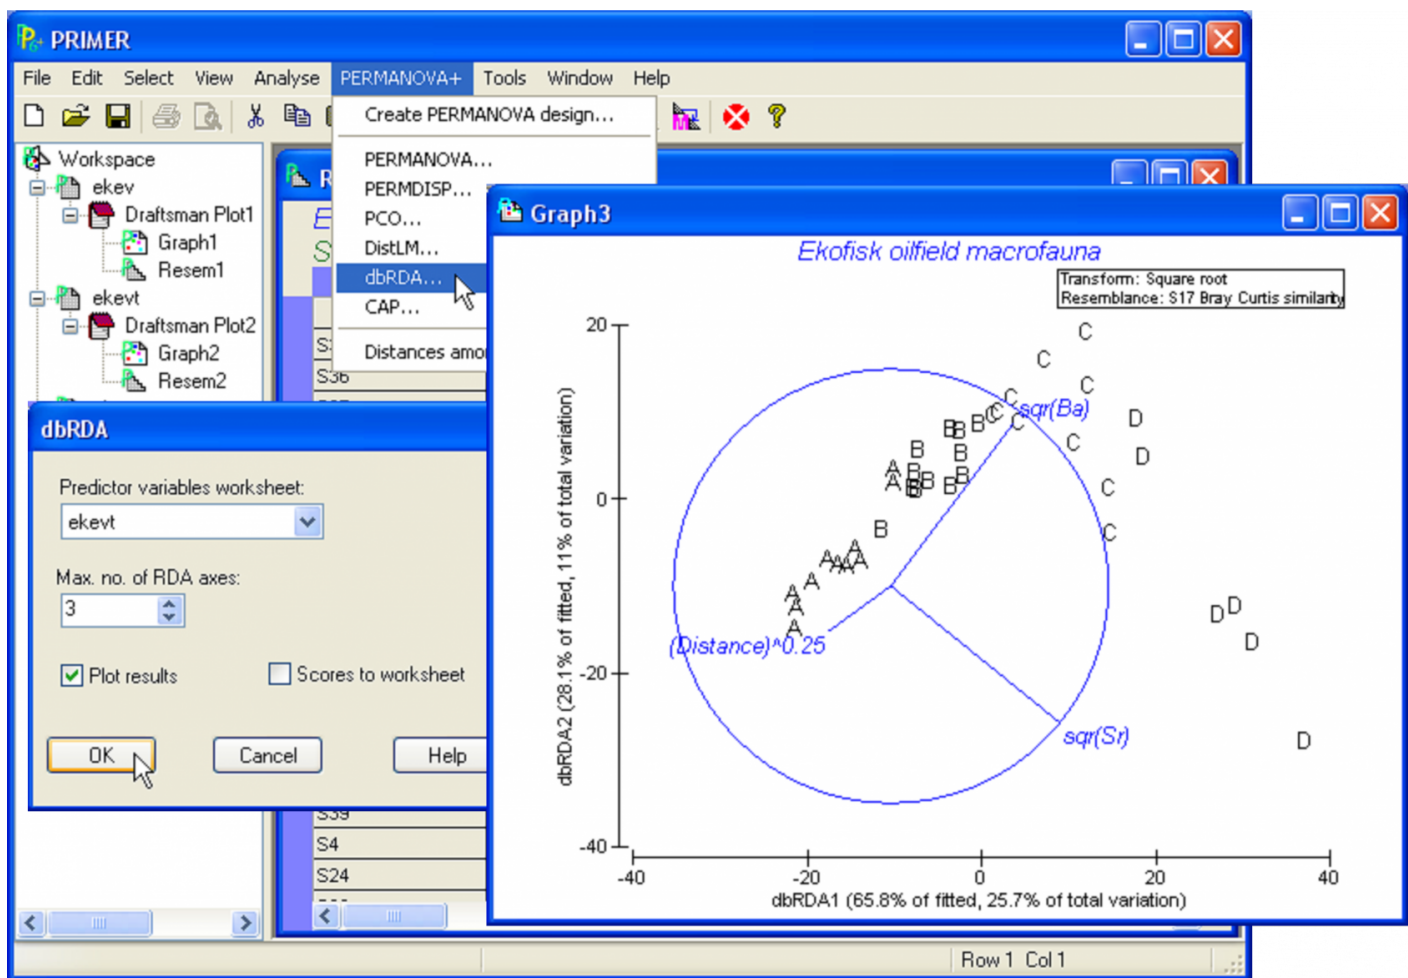 PRIMER
File Edit Select View Analyse PERMANOVA+ Tools Window Help
Create PERMANOVA design...
PERMANOVA...
PERMDISP...
PCO...
DistLM...
dbRDA...
CAP...
Workspace
ekev
Draftsman Plot1
Graph1
Resem1
ekevt
Draftsman Plot2
Graph2
Resem2
S36
dbRDA
Predictor variables worksheet:
ekevt
Max. no. of RDA axes:
3
Plot results
Scores to worksheet
OK
Cancel
Help
S39
S4
S24
Graph3
Ekofisk oilfield macrofauna
Transform: Square root
Resemblance: S17 Bray Curtis similarity
20
0
-20
-40
dbRDA2 (28.1% of fitted, 11% of total variation)
C
C
C
C
sqr(Ba)
C
C
C
C
C
C
D
D
B
B
B
B
B
B
B
B
B
B
B
B
A
A
A
A
A
A
A
A
A
A
A
(Distance)^0.25
sqr(Sr)
D
D
D
D
-40
-20
0
20
40
dbRDA1 (65.8% of fitted, 25.7% of total variation)
Row 1 Col 1